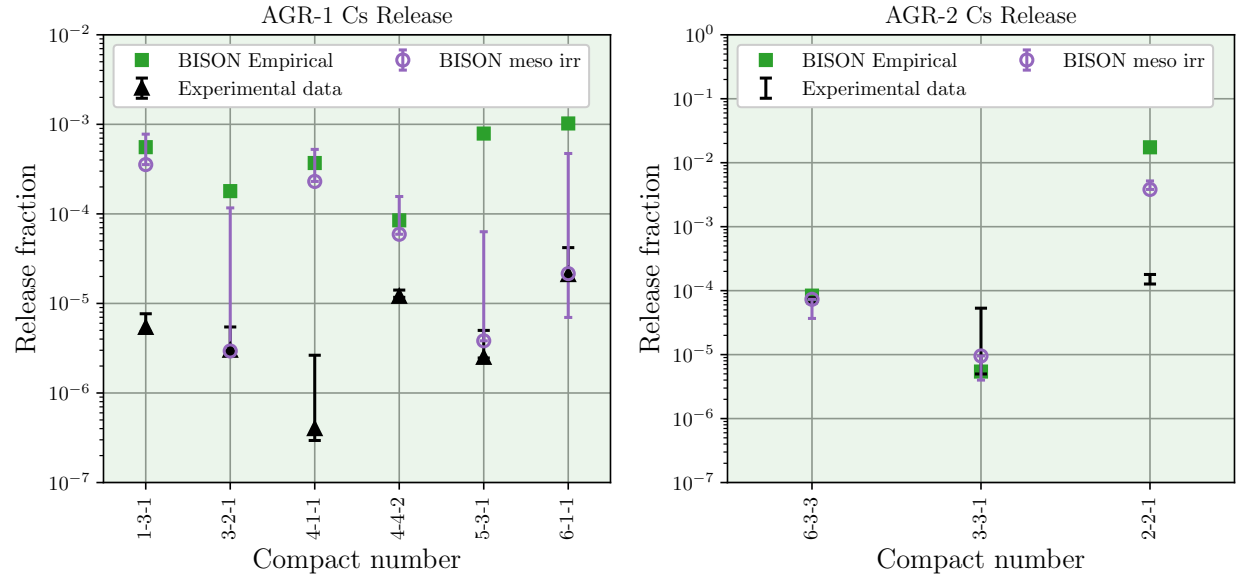 AGR-1 Cs Release
BISON Empirical
BISON meso irr
Experimental data
Release fraction
10⁻²
10⁻³
10⁻⁴
10⁻⁵
10⁻⁶
10⁻⁷
1-3-1
3-2-1
4-1-1
4-4-2
5-3-1
6-1-1
Compact number
AGR-2 Cs Release
BISON Empirical
BISON meso irr
Experimental data
Release fraction
10⁰
10⁻¹
10⁻²
10⁻³
10⁻⁴
10⁻⁵
10⁻⁶
10⁻⁷
6-3-3
3-3-1
2-2-1
Compact number